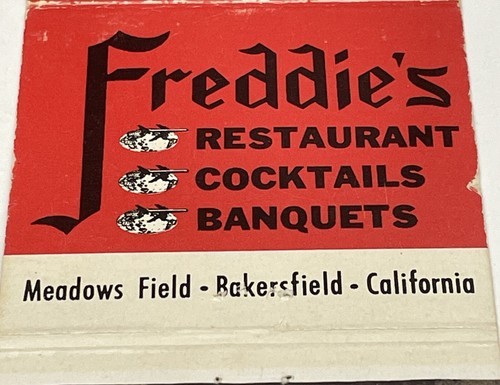 Freddie's
RESTAURANT
COCKTAILS
BANQUETS
Meadows Field - Bakersfield - California